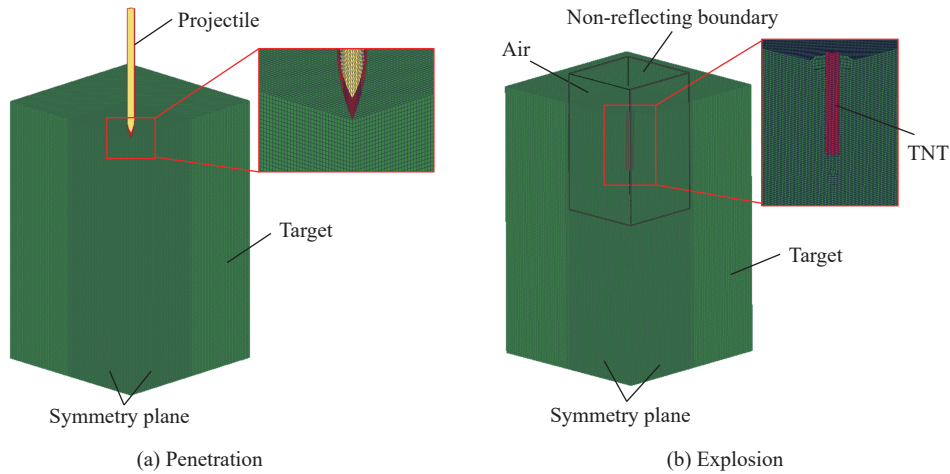 Projectile
Target
Symmetry plane
(a) Penetration
Non-reflecting boundary
Air
TNT
Target
Symmetry plane
(b) Explosion